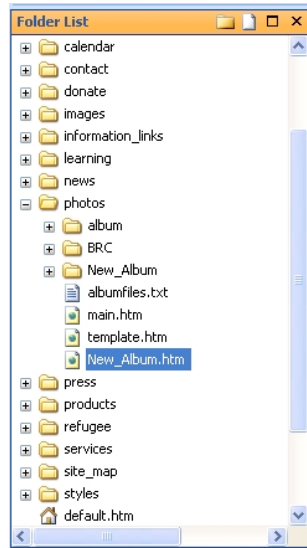 Folder List
calendar
contact
donate
images
information_links
learning
news
photos
album
BRC
New_Album
albumfiles.txt
main.htm
template.htm
New_Album.htm
press
products
refugee
services
site_map
styles
default.htm